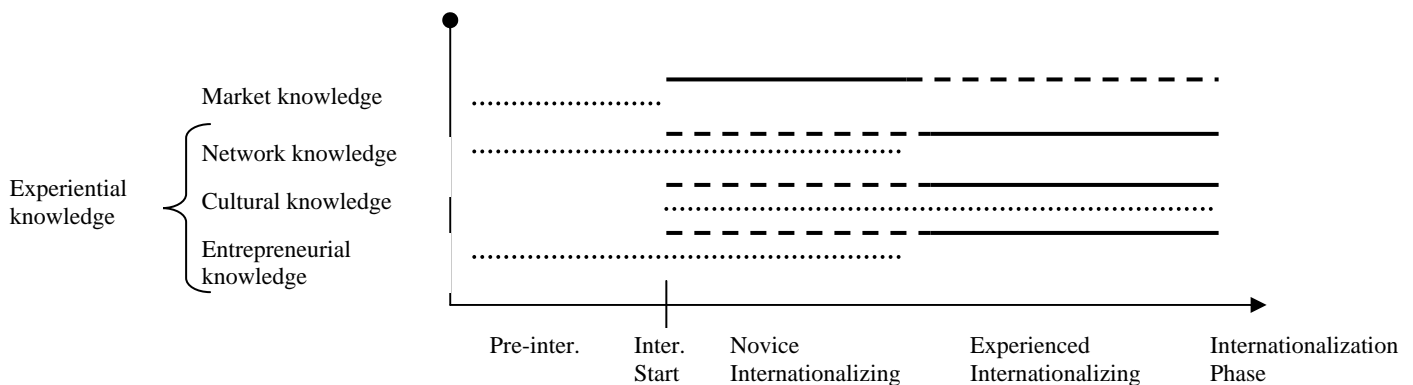 Market knowledge
Network knowledge
Experiential
knowledge
Cultural knowledge
Entrepreneurial
knowledge
Pre-inter.
Inter.
Start
Novice
Internationalizing
Experienced
Internationalizing
Internationalization
Phase